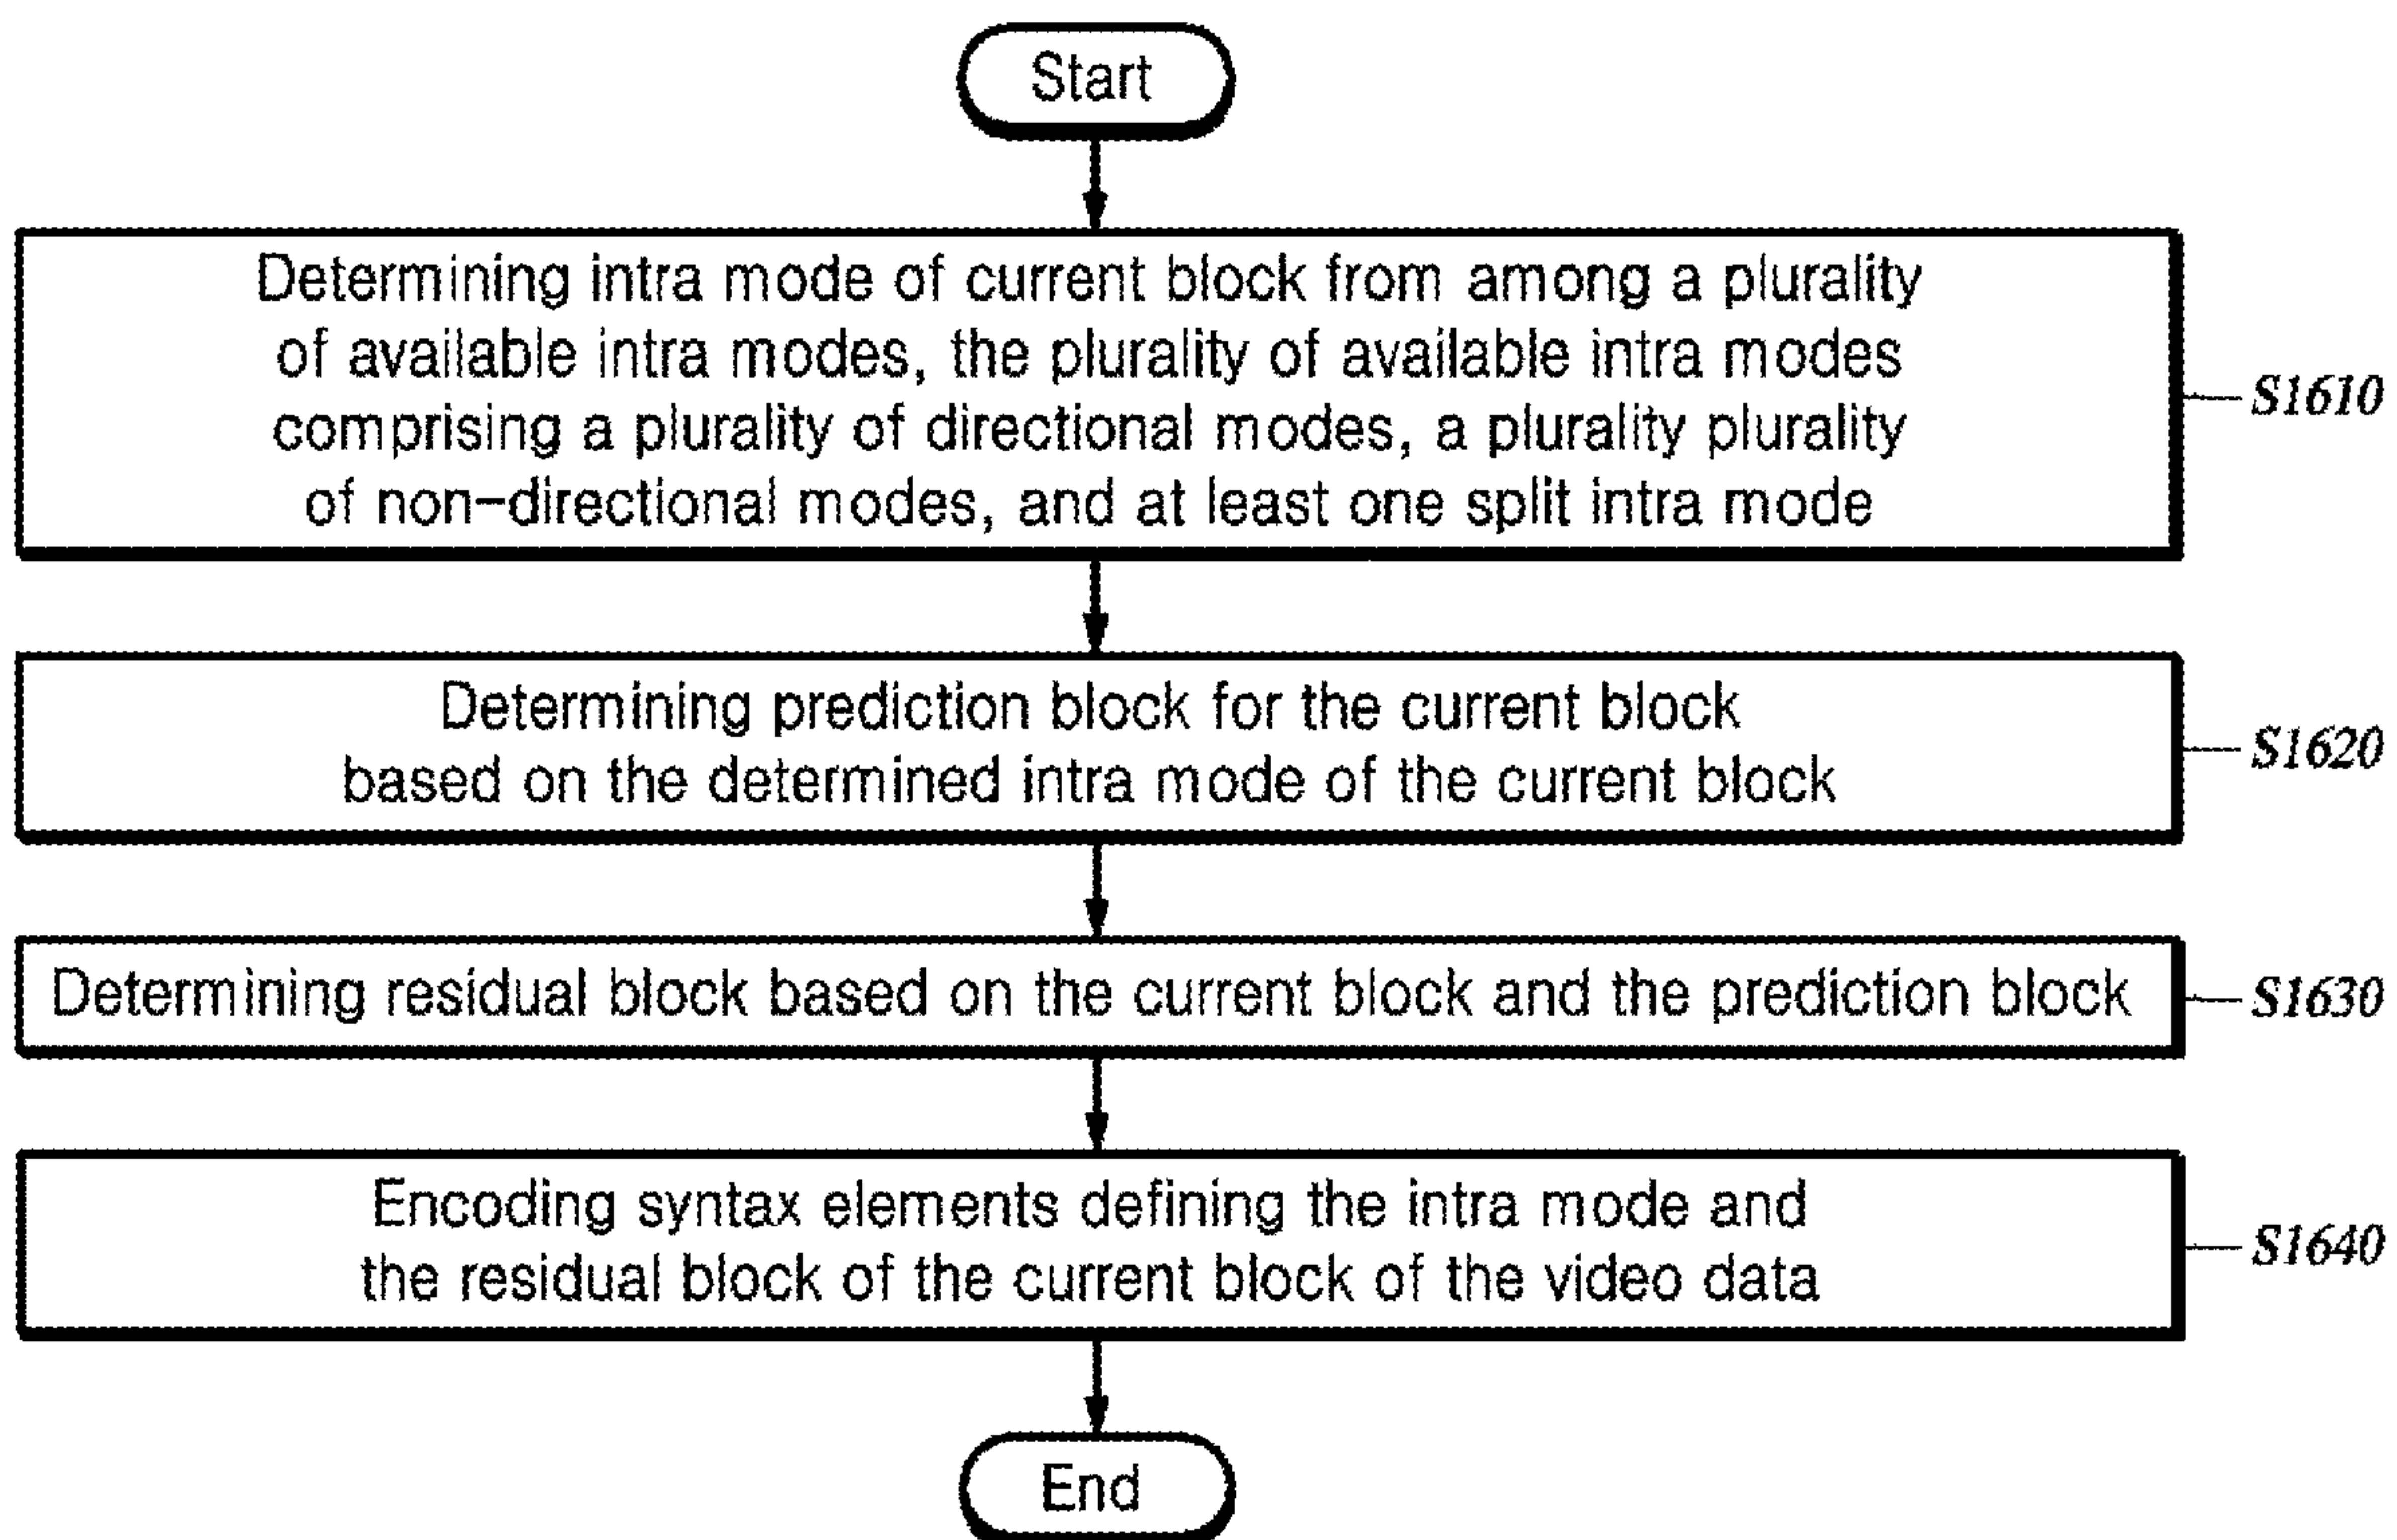 Start
Determining intra mode of current block from among a plurality
of available intra modes, the plurality of available intra modes
comprising a plurality of directional modes, a plurality plurality
of non-directional modes, and at least one split intra mode
S1610
Determining prediction block for the current block
based on the determined intra mode of the current block
S1620
Determining residual block based on the current block and the prediction block
S1630
Encoding syntax elements defining the intra mode and
the residual block of the current block of the video data
S1640
End